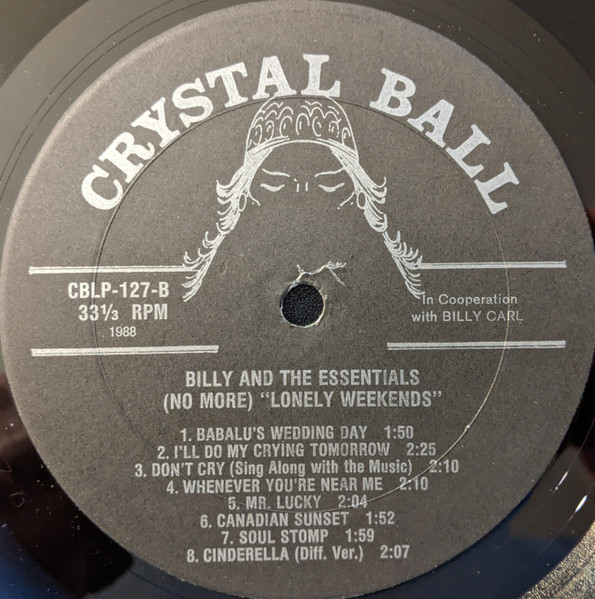 CRYSTAL BALL
CBLP-127-B
33⅓ RPM
1988
In Cooperation
with BILLY CARL
BILLY AND THE ESSENTIALS
(NO MORE) "LONELY WEEKENDS"
1. BABALU'S WEDDING DAY 1:50
2. I'LL DO MY CRYING TOMORROW 2:25
3. DON'T CRY (Sing Along with the Music) 2:10
4. WHENEVER YOU'RE NEAR ME 2:10
5. MR. LUCKY 2:04
6. CANADIAN SUNSET 1:52
7. SOUL STOMP 1:59
8. CINDERELLA (Diff. Ver.) 2:07